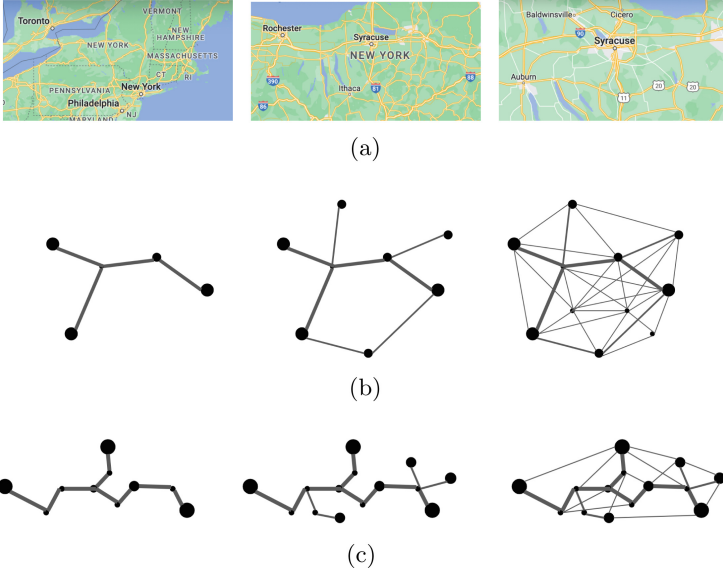 Toronto
VERMONT
NEW YORK
NEW
HAMPSHIRE
MASSACHUSETTS
CT
RI
PENNSYLVANIA
New York
Philadelphia
MARYLAND
NJ
Rochester
Syracuse
NEW YORK
390
Ithaca
81
88
86
Baldwinsville
Cicero
90
Syracuse
Auburn
20
20
11
(a)
(b)
(c)